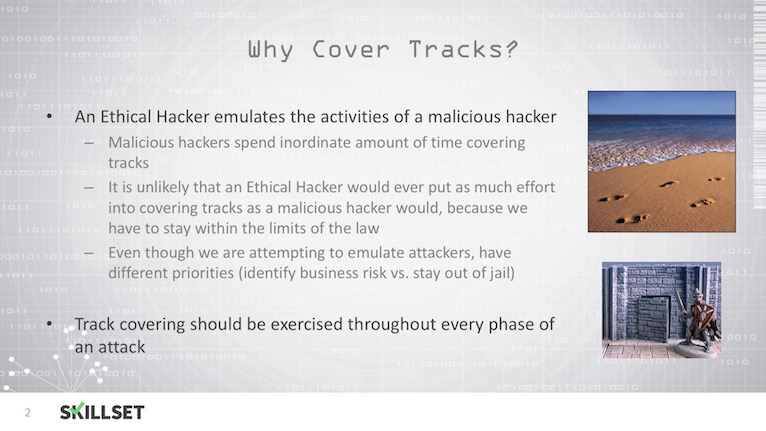 Why Cover Tracks?
• An Ethical Hacker emulates the activities of a malicious hacker
– Malicious hackers spend inordinate amount of time covering
tracks
– It is unlikely that an Ethical Hacker would ever put as much effort
into covering tracks as a malicious hacker would, because we
have to stay within the limits of the law
– Even though we are attempting to emulate attackers, have
different priorities (identify business risk vs. stay out of jail)
• Track covering should be exercised throughout every phase of
an attack
2
SKILLSET